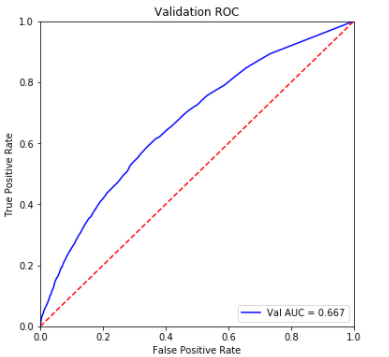 Validation ROC
True Positive Rate
1.0
0.8
0.6
0.4
0.2
0.0
0.0 0.2 0.4 0.6 0.8 1.0
False Positive Rate
Val AUC = 0.667